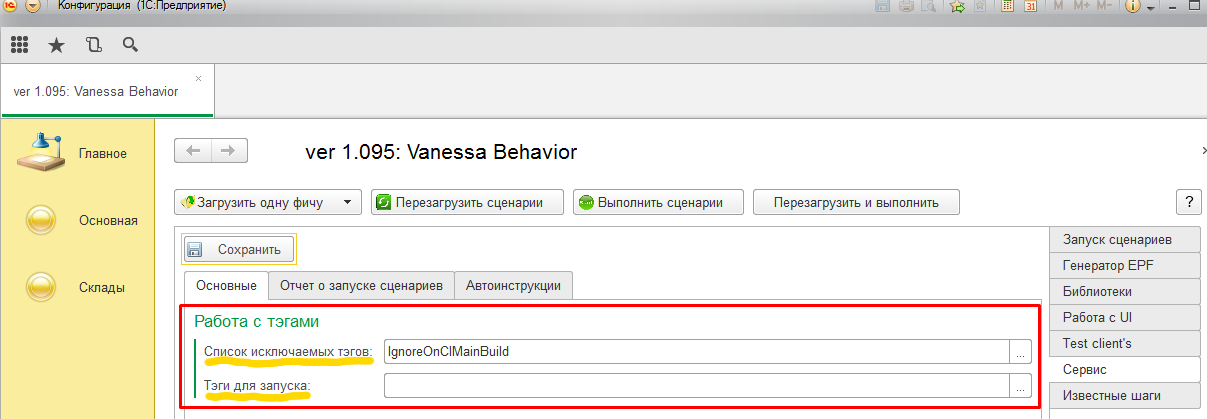 Конфигурация (1С:Предприятие)
M M+ M-
ver 1.095: Vanessa Behavior
Главное
Основная
Склады
ver 1.095: Vanessa Behavior
Загрузить одну фичу
Перезагрузить сценарии
Выполнить сценарии
Перезагрузить и выполнить
?
Сохранить
Основные
Отчет о запуске сценариев
Автоинструкции
Работа с тэгами
Список исключаемых тэгов:
IgnoreOnCIMainBuild
...
Тэги для запуска:
...
Запуск сценариев
Генератор EPF
Библиотеки
Работа с UI
Test client's
Сервис
Известные шаги